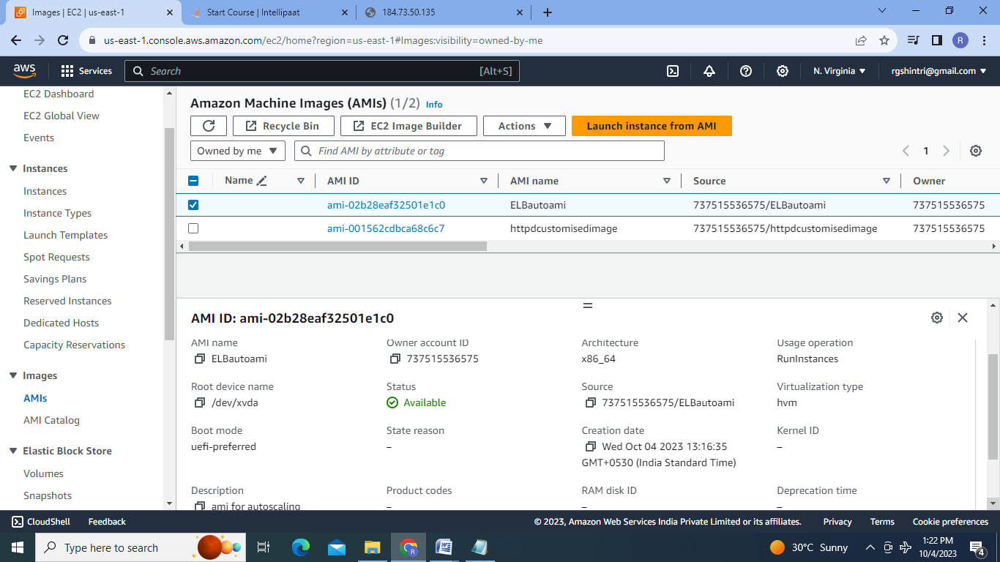 Images | EC2 | us-east-1
Start Course | Intellipaat
184.73.50.135
us-east-1.console.aws.amazon.com/ec2/home?region=us-east-1#Images:visibility=owned-by-me
R
aws
Services
Search
[Alt+S]
N. Virginia
rgshintri@gmail.com
EC2 Dashboard
EC2 Global View
Events
Instances
Instances
Instance Types
Launch Templates
Spot Requests
Savings Plans
Reserved Instances
Dedicated Hosts
Capacity Reservations
Images
AMIs
AMI Catalog
Elastic Block Store
Volumes
Snapshots
Amazon Machine Images (AMIs) (1/2) Info
Recycle Bin
EC2 Image Builder
Actions
Launch instance from AMI
Owned by me
Find AMI by attribute or tag
1
Name AMI ID AMI name Source Owner
ami-02b28eaf32501e1c0 ELBautoami 737515536575/ELBautoami 737515536575
ami-001562cdbca68c6c7 httpdcustomisedimage 737515536575/httpdcustomisedimage 737515536575
AMI ID: ami-02b28eaf32501e1c0
AMI name Owner account ID Architecture Usage operation
ELBautoami 737515536575 x86_64 RunInstances
Root device name Status Source Virtualization type
/dev/xvda Available 737515536575/ELBautoami hvm
Boot mode State reason Creation date Kernel ID
uefi-preferred – Wed Oct 04 2023 13:16:35 –
GMT+0530 (India Standard Time)
Description Product codes RAM disk ID Deprecation time
ami for autoscaling – – –
CloudShell Feedback © 2023, Amazon Web Services India Private Limited or its affiliates. Privacy Terms Cookie preferences
Type here to search
30°C Sunny
1:22 PM
10/4/2023
4